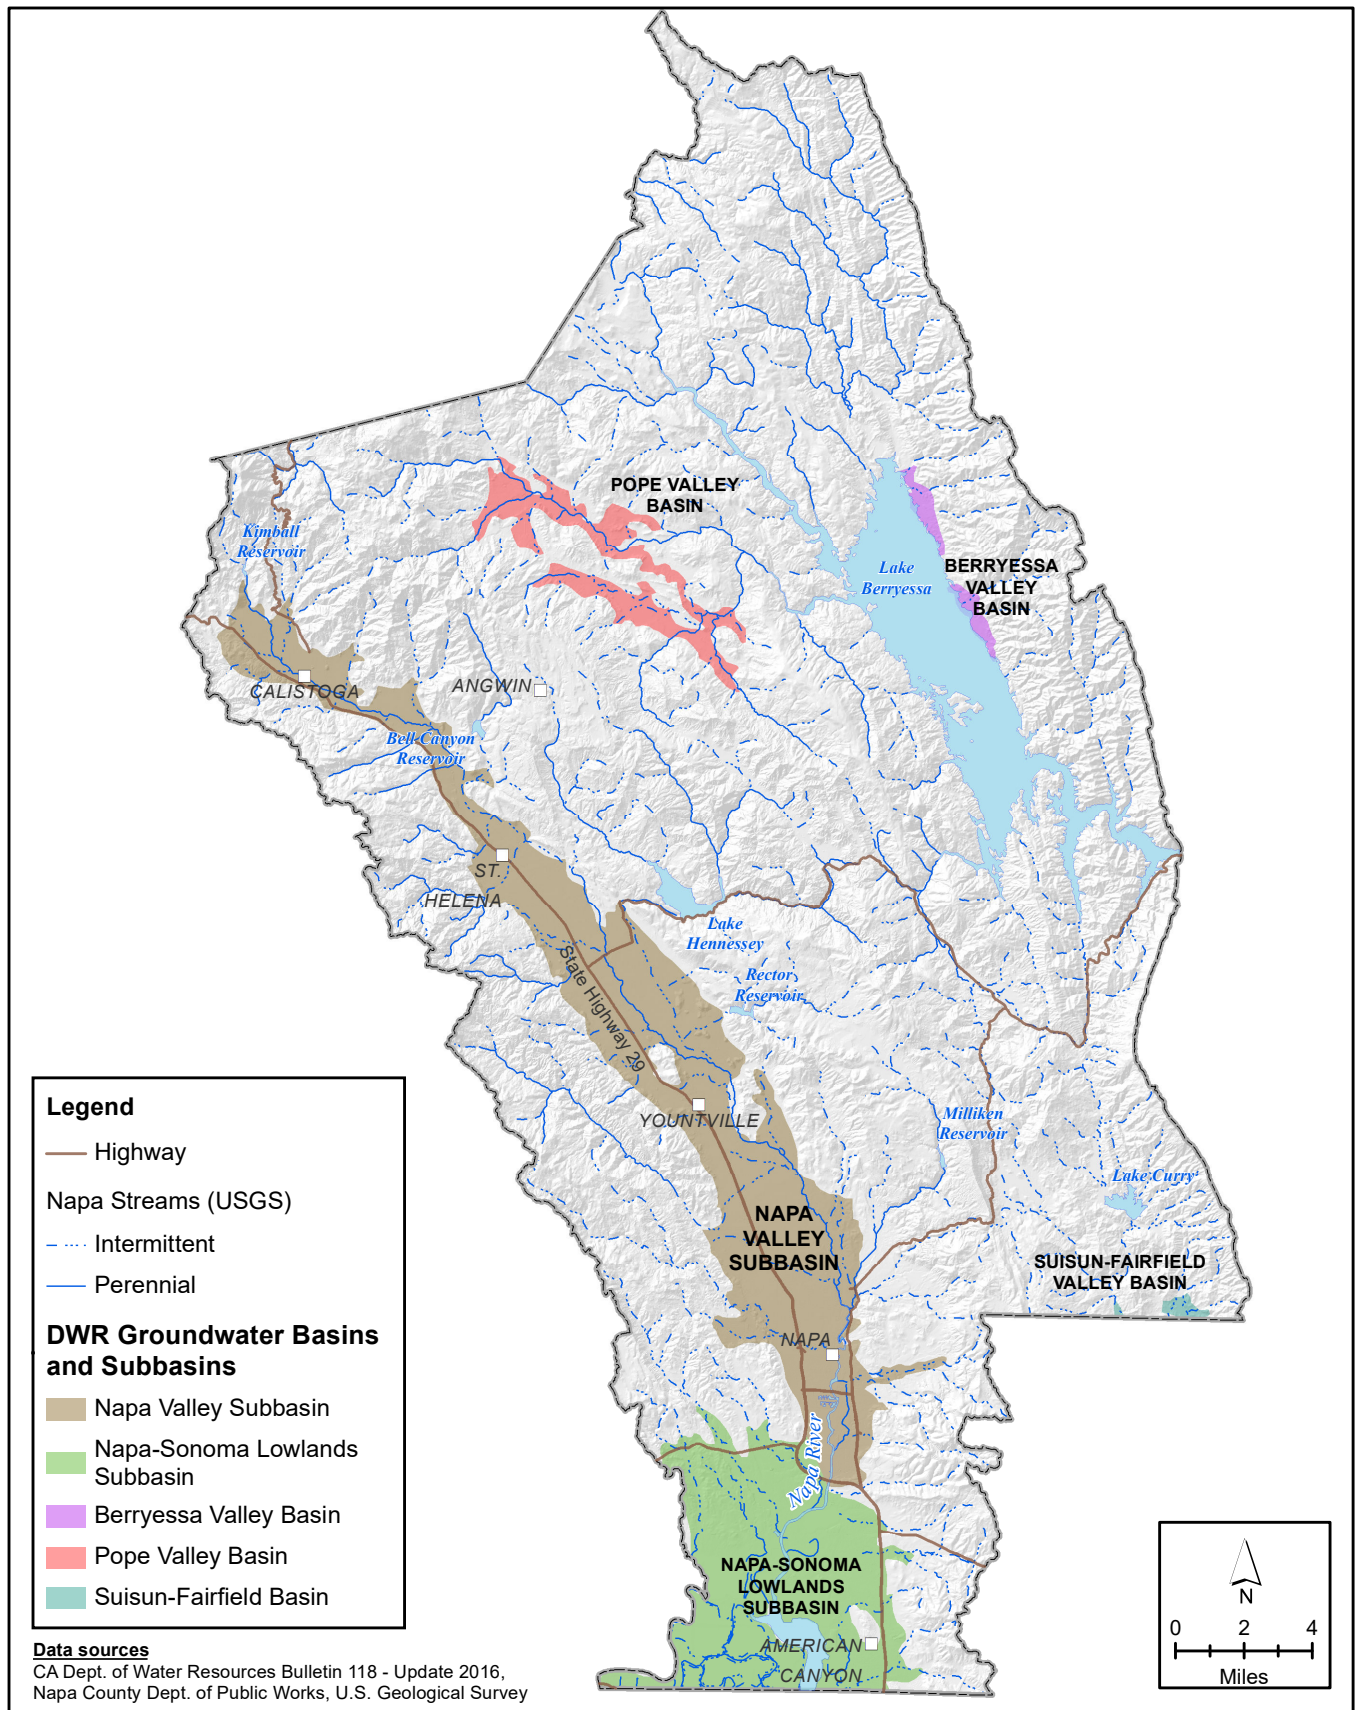 POPE VALLEY
BASIN
Kimball
Reservoir
Lake
Berryessa
BERRYESSA
VALLEY
BASIN
CALISTOGA
ANGWIN
Bell Canyon
Reservoir
ST.
HELENA
Lake
Hennessey
State Highway 29
Rector
Reservoir
YOUNTVILLE
Milliken
Reservoir
Lake Curry
NAPA
VALLEY
SUBBASIN
SUISUN-FAIRFIELD
VALLEY BASIN
NAPA
Napa River
NAPA-SONOMA
LOWLANDS
SUBBASIN
AMERICAN
CANYON
Legend
Highway
Napa Streams (USGS)
Intermittent
Perennial
DWR Groundwater Basins
and Subbasins
Napa Valley Subbasin
Napa-Sonoma Lowlands
Subbasin
Berryessa Valley Basin
Pope Valley Basin
Suisun-Fairfield Basin
Data sources
CA Dept. of Water Resources Bulletin 118 - Update 2016,
Napa County Dept. of Public Works, U.S. Geological Survey
N
0 2 4
Miles